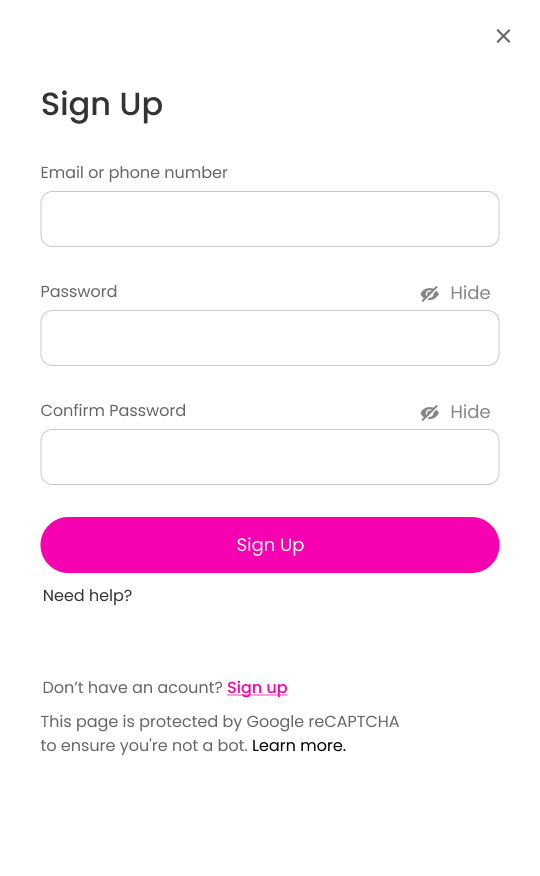 Sign Up
Email or phone number
Password
Hide
Confirm Password
Hide
Sign Up
Need help?
Don’t have an acount? Sign up
This page is protected by Google reCAPTCHA
to ensure you're not a bot. Learn more.